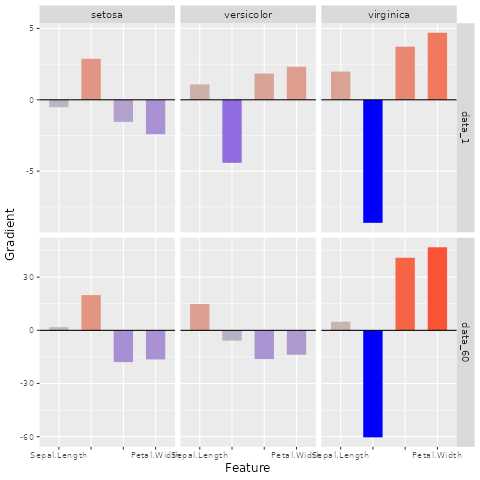 setosa versicolor virginica
5
0
-5
data_1
30
0
-30
-60
data_60
Gradient
Sepal.Length Petal.Width Sepal.Length Petal.Width Sepal.Length Petal.Width
Feature